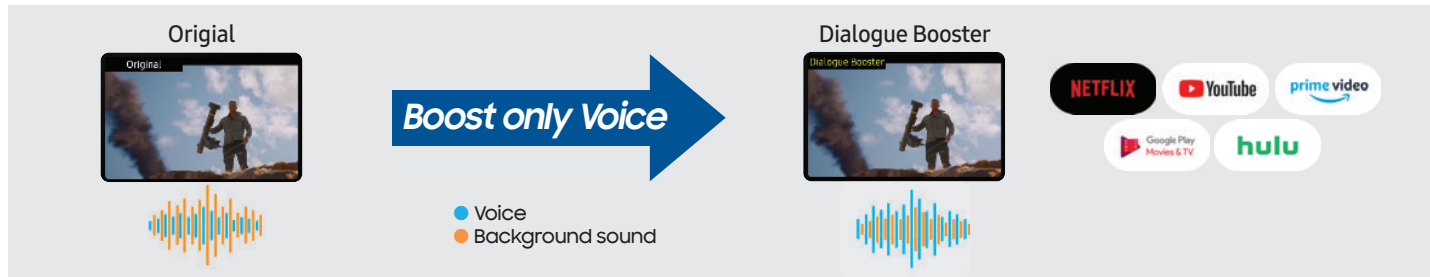 Origial
Original
Boost only Voice
Voice
Background sound
Dialogue Booster
Dialogue Booster
NETFLIX
YouTube
prime video
Google Play
Movies & TV
hulu